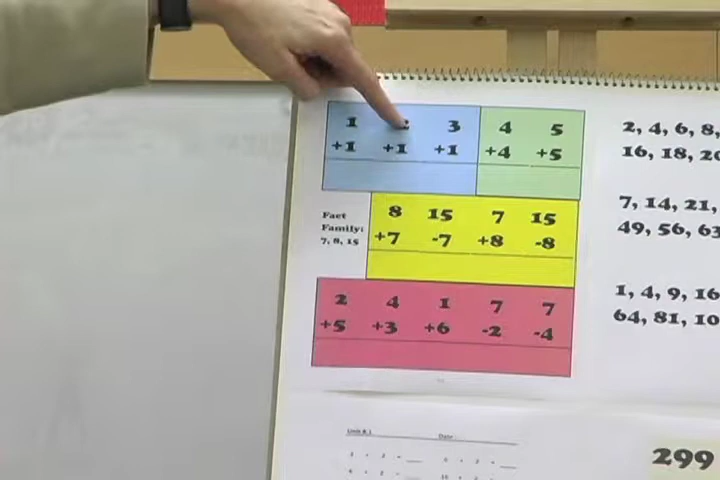 1 3 4 5
+1 +1 +1 +4 +5
Fact
Family:
7, 8, 15
8 15 7 15
+7 -7 +8 -8
2 4 1 7 7
+5 +3 +6 -2 -4
2, 4, 6, 8,
16, 18, 20
7, 14, 21,
49, 56, 63
1, 4, 9, 16
64, 81, 10
Date
299